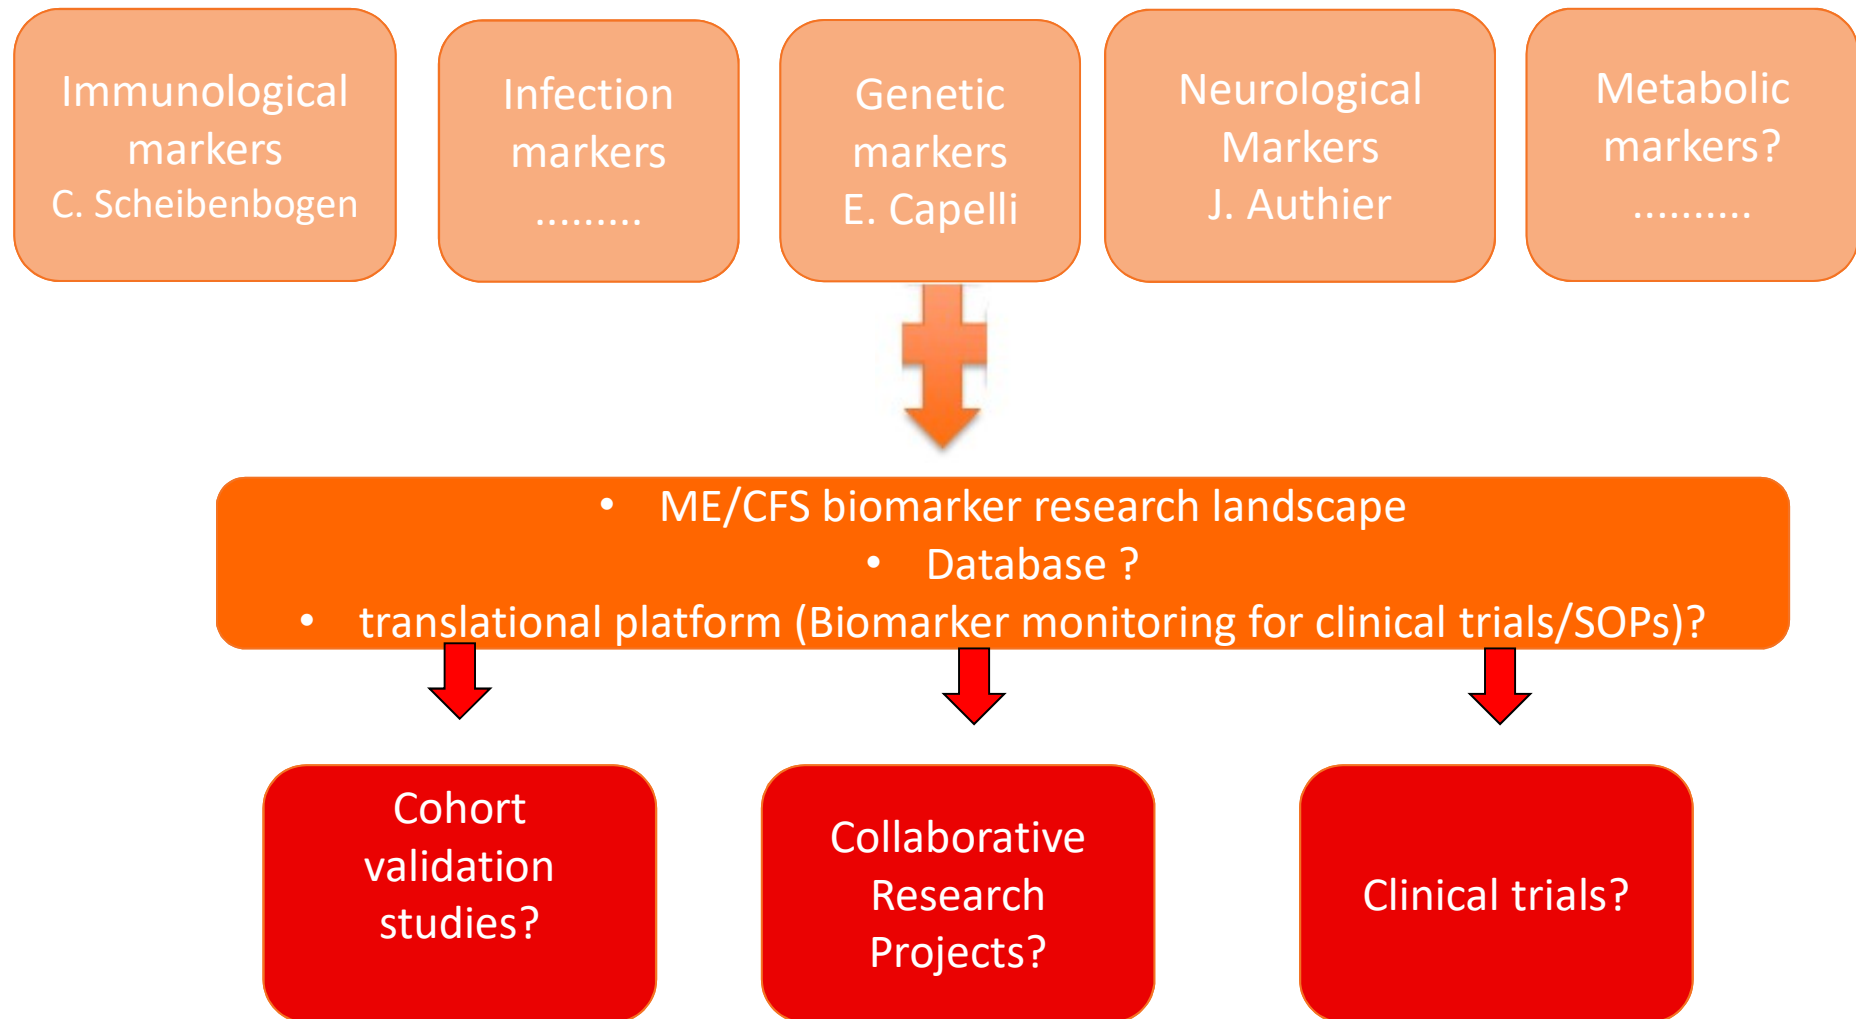 Immunological
markers
C. Scheibenbogen
Infection
markers
.........
Genetic
markers
E. Capelli
Neurological
Markers
J. Authier
Metabolic
markers?
..........
• ME/CFS biomarker research landscape
• Database ?
• translational platform (Biomarker monitoring for clinical trials/SOPs)?
Cohort
validation
studies?
Collaborative
Research
Projects?
Clinical trials?